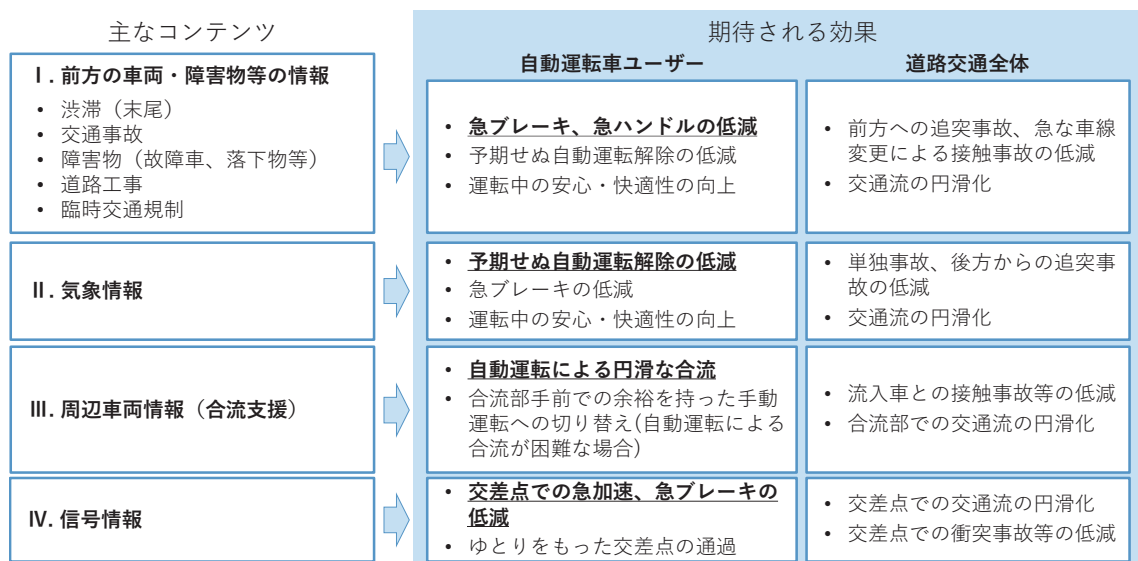 主なコンテンツ
期待される効果
自動運転車ユーザー
道路交通全体
Ⅰ. 前方の車両・障害物等の情報
• 渋滞（末尾）
• 交通事故
• 障害物（故障車、落下物等）
• 道路工事
• 臨時交通規制
• 急ブレーキ、急ハンドルの低減
• 予期せぬ自動運転解除の低減
• 運転中の安心・快適性の向上
• 前方への追突事故、急な車線
変更による接触事故の低減
• 交通流の円滑化
Ⅱ. 気象情報
• 予期せぬ自動運転解除の低減
• 急ブレーキの低減
• 運転中の安心・快適性の向上
• 単独事故、後方からの追突事
故の低減
• 交通流の円滑化
Ⅲ. 周辺車両情報（合流支援）
• 自動運転による円滑な合流
• 合流部手前での余裕を持った手動
運転への切り替え(自動運転による
合流が困難な場合)
• 流入車との接触事故等の低減
• 合流部での交通流の円滑化
Ⅳ. 信号情報
• 交差点での急加速、急ブレーキの
低減
• ゆとりをもった交差点の通過
• 交差点での交通流の円滑化
• 交差点での衝突事故等の低減